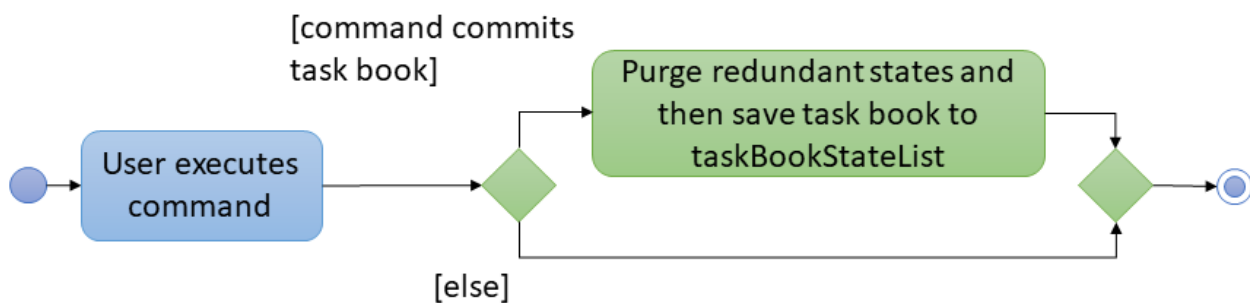 [command commits
task book]
Purge redundant states and
then save task book to
taskBookStateList
User executes
command
[else]